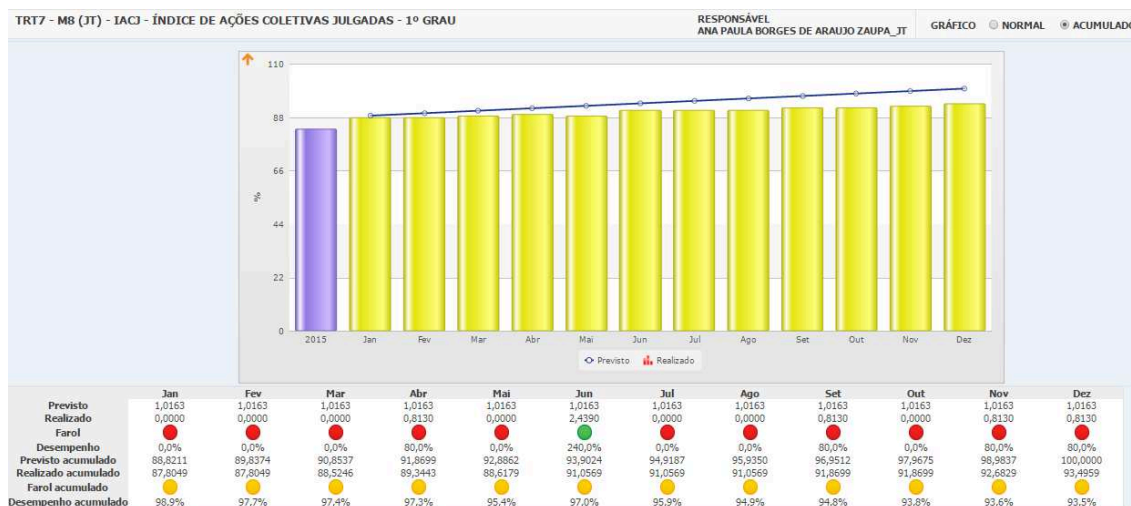 TRT7 - M8 (JT) - IACJ - ÍNDICE DE AÇÕES COLETIVAS JULGADAS - 1º GRAU
RESPONSÁVEL
ANA PAULA BORGES DE ARAUJO ZAUPA_JT
GRÁFICO NORMAL ACUMULADO
110
88
66
%
44
22
0
2015 Jan Fev Mar Abr Mai Jun Jul Ago Set Out Nov Dez
Previsto Realizado
Jan Fev Mar Abr Mai Jun Jul Ago Set Out Nov Dez
Previsto 1,0163 1,0163 1,0163 1,0163 1,0163 1,0163 1,0163 1,0163 1,0163 1,0163 1,0163 1,0163
Realizado 0,0000 0,0000 0,0000 0,8130 0,0000 2,4390 0,0000 0,0000 0,8130 0,0000 0,8130 0,8130
Farol
Desempenho 0,0% 0,0% 0,0% 80,0% 0,0% 240,0% 0,0% 0,0% 80,0% 0,0% 80,0% 80,0%
Previsto acumulado 88,8211 89,8374 90,8537 91,8699 92,8862 93,9024 94,9187 95,9350 96,9512 97,9675 98,9837 100,0000
Realizado acumulado 87,8049 87,8049 88,5246 89,3443 88,6179 91,0569 91,0569 91,0569 91,8699 91,8699 92,6829 93,4959
Farol acumulado
Desempenho acumulado 98,9% 97,7% 97,4% 97,3% 95,4% 97,0% 95,9% 94,9% 94,8% 93,8% 93,6% 93,5%